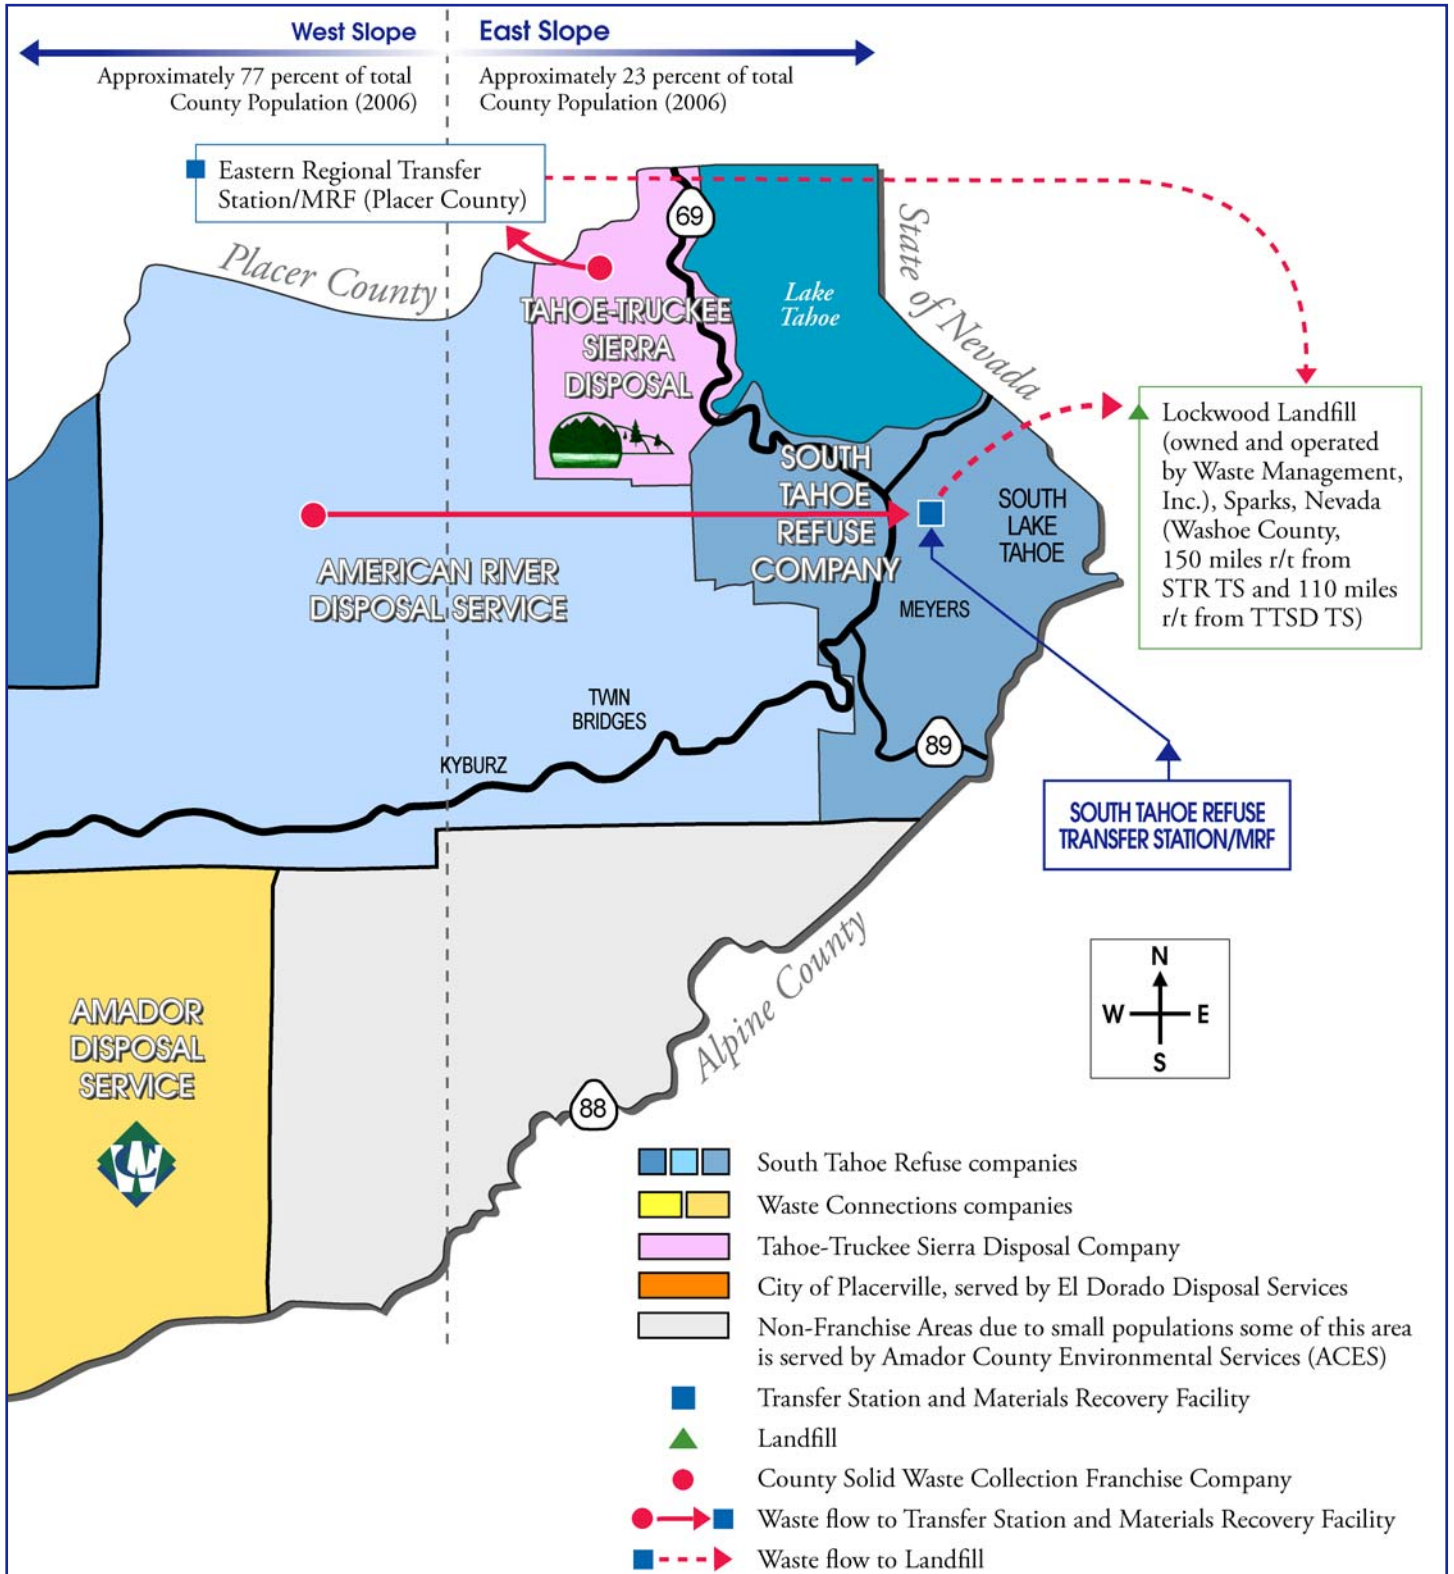 West Slope
East Slope
Approximately 77 percent of total
County Population (2006)
Approximately 23 percent of total
County Population (2006)
Eastern Regional Transfer
Station/MRF (Placer County)
69
Placer County
State of Nevada
Lake
Tahoe
TAHOE-TRUCKEE
SIERRA
DISPOSAL
Lockwood Landfill
(owned and operated
by Waste Management,
Inc.), Sparks, Nevada
(Washoe County,
150 miles r/t from
STR TS and 110 miles
r/t from TTSD TS)
SOUTH
TAHOE
REFUSE
COMPANY
SOUTH
LAKE
TAHOE
AMERICAN RIVER
DISPOSAL SERVICE
MEYERS
TWIN
BRIDGES
KYBURZ
89
SOUTH TAHOE REFUSE
TRANSFER STATION/MRF
Alpine County
AMADOR
DISPOSAL
SERVICE
88
N
W E
S
South Tahoe Refuse companies
Waste Connections companies
Tahoe-Truckee Sierra Disposal Company
City of Placerville, served by El Dorado Disposal Services
Non-Franchise Areas due to small populations some of this area
is served by Amador County Environmental Services (ACES)
Transfer Station and Materials Recovery Facility
Landfill
County Solid Waste Collection Franchise Company
Waste flow to Transfer Station and Materials Recovery Facility
Waste flow to Landfill